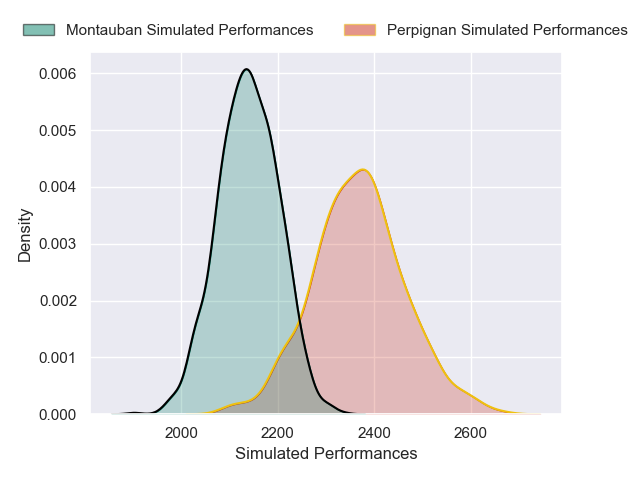 Montauban Simulated Performances
Perpignan Simulated Performances
0.006
0.005
0.004
0.003
0.002
0.001
0.000
Density
2000 2200 2400 2600
Simulated Performances